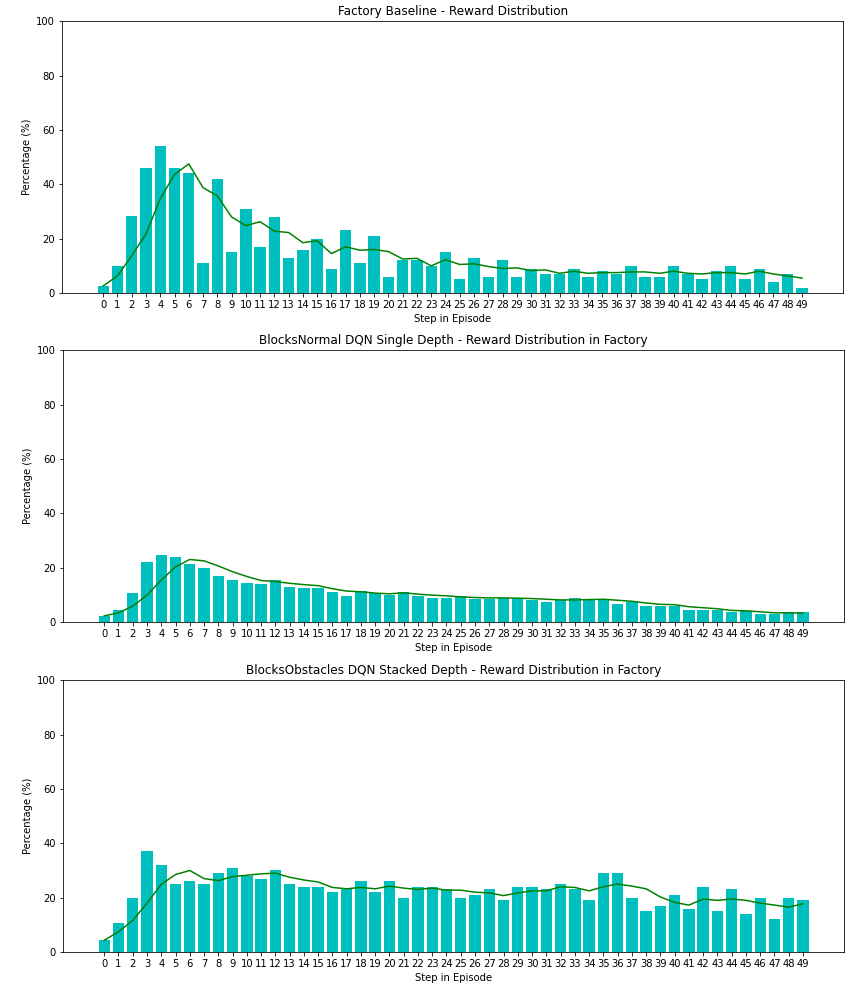 Factory Baseline - Reward Distribution
100
80
60
40
20
0
Percentage (%)
0 1 2 3 4 5 6 7 8 9 10 11 12 13 14 15 16 17 18 19 20 21 22 23 24 25 26 27 28 29 30 31 32 33 34 35 36 37 38 39 40 41 42 43 44 45 46 47 48 49
Step in Episode
BlocksNormal DQN Single Depth - Reward Distribution in Factory
100
80
60
40
20
0
Percentage (%)
0 1 2 3 4 5 6 7 8 9 10 11 12 13 14 15 16 17 18 19 20 21 22 23 24 25 26 27 28 29 30 31 32 33 34 35 36 37 38 39 40 41 42 43 44 45 46 47 48 49
Step in Episode
BlocksObstacles DQN Stacked Depth - Reward Distribution in Factory
100
80
60
40
20
0
Percentage (%)
0 1 2 3 4 5 6 7 8 9 10 11 12 13 14 15 16 17 18 19 20 21 22 23 24 25 26 27 28 29 30 31 32 33 34 35 36 37 38 39 40 41 42 43 44 45 46 47 48 49
Step in Episode